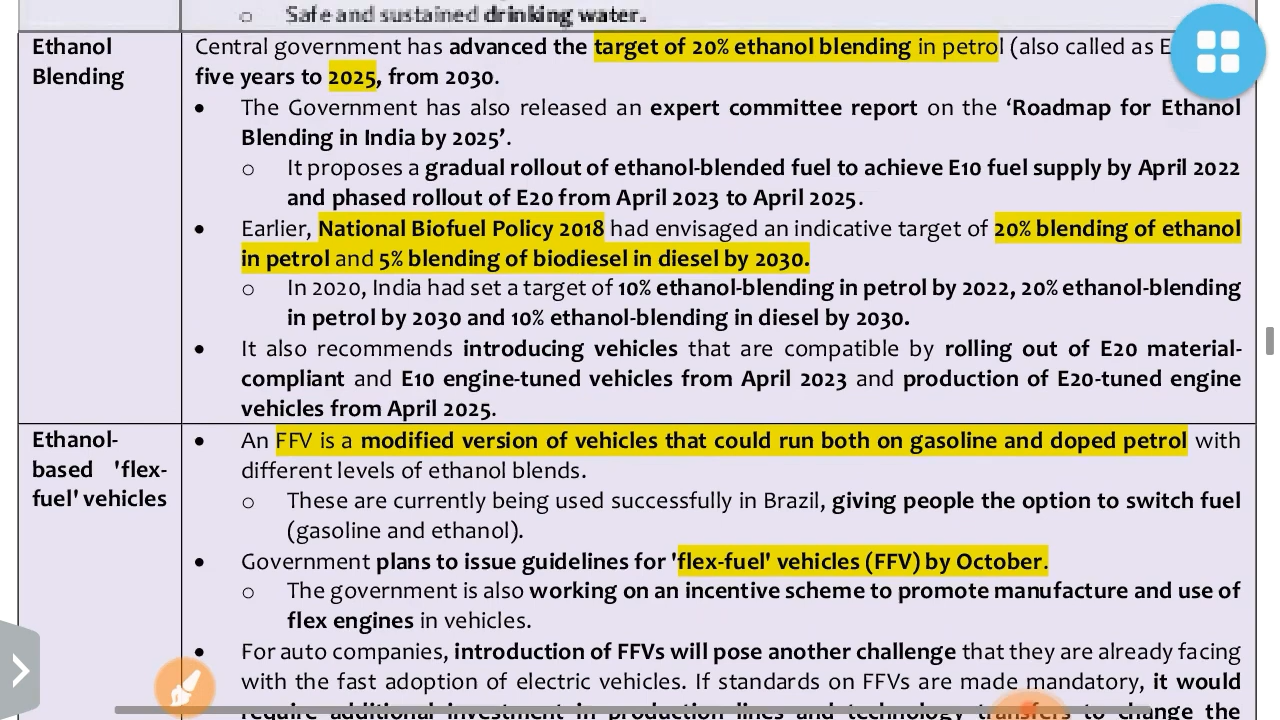 o Safe and sustained drinking water.
Ethanol Blending
Central government has advanced the target of 20% ethanol blending in petrol (also called as E
five years to 2025, from 2030.
• The Government has also released an expert committee report on the ‘Roadmap for Ethanol
Blending in India by 2025’.
o It proposes a gradual rollout of ethanol-blended fuel to achieve E10 fuel supply by April 2022
and phased rollout of E20 from April 2023 to April 2025.
• Earlier, National Biofuel Policy 2018 had envisaged an indicative target of 20% blending of ethanol
in petrol and 5% blending of biodiesel in diesel by 2030.
o In 2020, India had set a target of 10% ethanol-blending in petrol by 2022, 20% ethanol-blending
in petrol by 2030 and 10% ethanol-blending in diesel by 2030.
• It also recommends introducing vehicles that are compatible by rolling out of E20 material-
compliant and E10 engine-tuned vehicles from April 2023 and production of E20-tuned engine
vehicles from April 2025.
Ethanol-
based 'flex-
fuel' vehicles
• An FFV is a modified version of vehicles that could run both on gasoline and doped petrol with
different levels of ethanol blends.
o These are currently being used successfully in Brazil, giving people the option to switch fuel
(gasoline and ethanol).
• Government plans to issue guidelines for 'flex-fuel' vehicles (FFV) by October.
o The government is also working on an incentive scheme to promote manufacture and use of
flex engines in vehicles.
• For auto companies, introduction of FFVs will pose another challenge that they are already facing
with the fast adoption of electric vehicles. If standards on FFVs are made mandatory, it would
require additional investment in production lines and technology transfers to change the